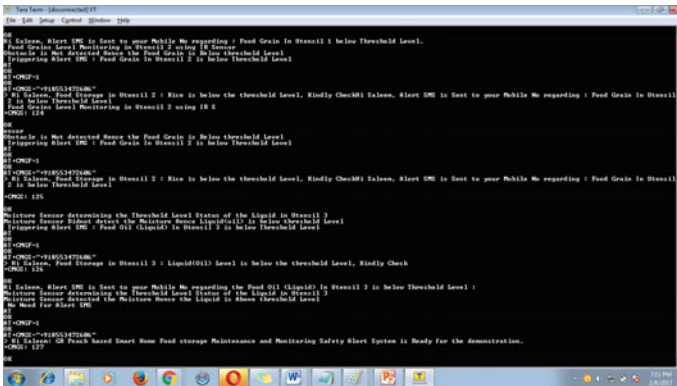 Tera Term - [disconnected] VT
File Edit Setup Control Window Help
OK
Hi Saleem, Alert SMS is Sent to your Mobile No regarding : Food Grain In Utensil 1 below Threshold Level.
Food Grains Level Monitoring in Utensil 2 using IR Sensor
Obstacle is Not detected Hence the Food Grain is Below threshold Level
Triggering Alert SMS : Food Grain In Utensil 2 is below Threshold Level
AT
OK
AT+CMGF=1
OK
AT+CMGS="+918553472686"
> Hi Saleem, Food Storage in Utensil 2 : Rice is below the threshold Level, Kindly CheckHi Saleem, Alert SMS is Sent to your Mobile No regarding : Food Grain In Utensil
2 is below Threshold Level
Food Grains Level Monitoring in Utensil 2 using IR S
+CMGS: 124
OK
ensor
Obstacle is Not detected Hence the Food Grain is Below threshold Level
Triggering Alert SMS : Food Grain In Utensil 2 is below Threshold Level
AT
OK
AT+CMGF=1
OK
AT+CMGS="+918553472686"
> Hi Saleem, Food Storage in Utensil 2 : Rice is below the threshold Level, Kindly CheckHi Saleem, Alert SMS is Sent to your Mobile No regarding : Food Grain In Utensil
2 is below Threshold Level
+CMGS: 125
OK
Moisture Sensor determining the Threshold Level Status of the Liquid in Utensil 3
Moisture Sensor Didnot detect the Moisture Hence Liquid(oil) is Below threshold Level
Triggering Alert SMS : Food Oil (Liquid) In Utensil 3 is below Threshold Level
AT
OK
AT+CMGF=1
OK
AT+CMGS="+918553472686"
> Hi Saleem, Food Storage in Utensil 3 : Liquid(Oil) Level is below the threshold Level, Kindly Check
+CMGS: 126
OK
Hi Saleem, Alert SMS is Sent to your Mobile No regarding the Food Oil (Liquid) In Utensil 3 is below Threshold Level :
Moisture Sensor determining the Threshold Level Status of the Liquid in Utensil 3
Moisture Sensor detected the Moisture Hence the Liquid is Above threshold Level
No Need for Alert SMS
AT
OK
AT+CMGF=1
OK
AT+CMGS="+918553472686"
> Hi Saleem: GR Peach based Smart Home Food storage Maintenance and Monitoring Safety Alert System is Ready for the demonstration.
+CMGS: 127
OK
7:11 PM